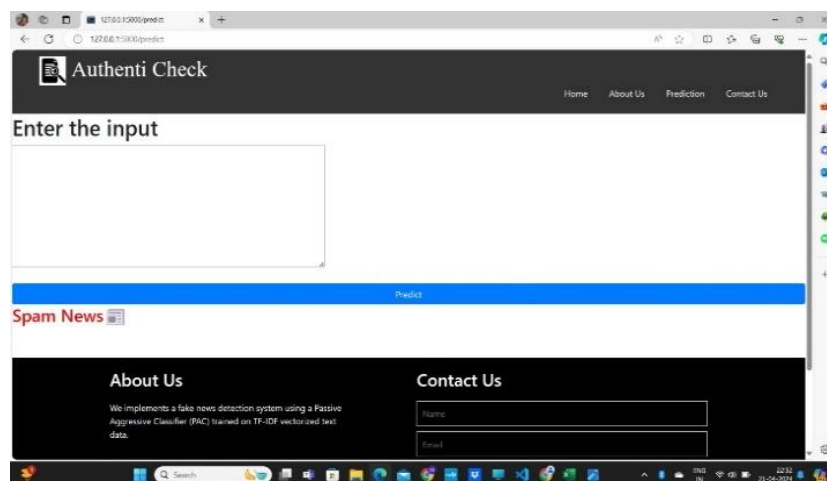 127.0.0.1:5000/predict
127.0.0.1:5000/predict
Authenti Check
Home About Us Prediction Contact Us
Enter the input
Predict
Spam News
About Us
Contact Us
We implements a fake news detection system using a Passive
Aggressive Classifier (PAC) trained on TF-IDF vectorized text
data.
Name
Email
Search
ENG
IN
22:52
21-04-2024